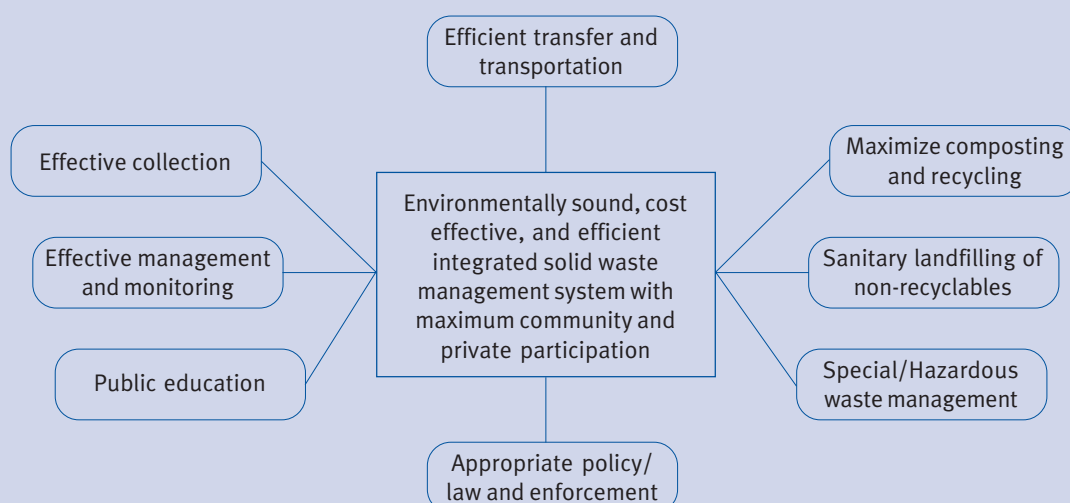 Efficient transfer and
transportation
Effective collection
Effective management
and monitoring
Public education
Environmentally sound, cost
effective, and efficient
integrated solid waste
management system with
maximum community and
private participation
Maximize composting
and recycling
Sanitary landfilling of
non-recyclables
Special/Hazardous
waste management
Appropriate policy/
law and enforcement